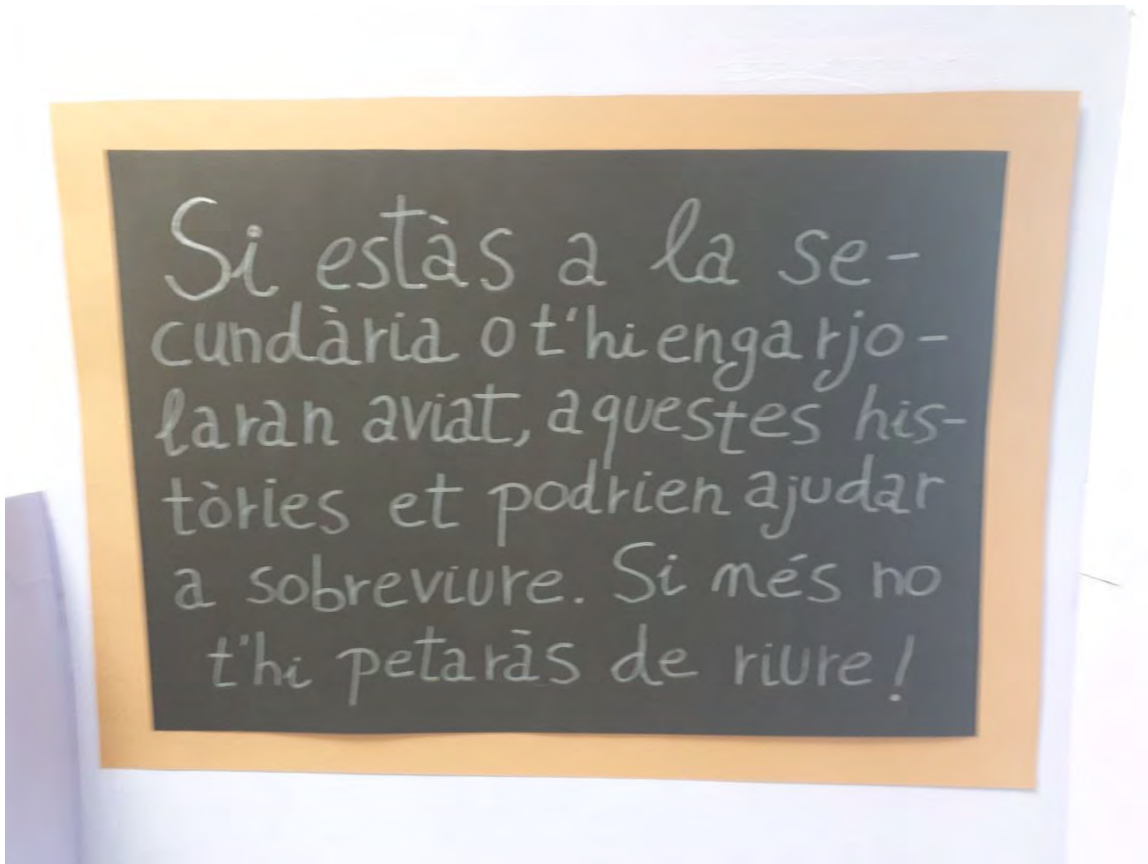 Si estàs a la se-
cundària o t'hi engarjo-
laran aviat, aquestes his-
tòries et podrien ajudar
a sobreviure. Si més no
t'hi petaràs de riure!